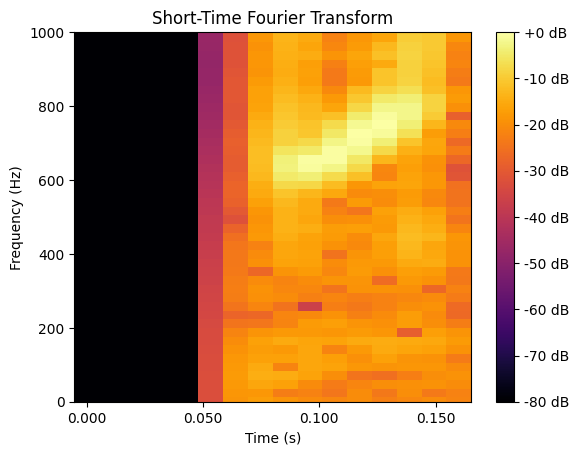 Short-Time Fourier Transform
1000
800
600
400
200
0
Frequency (Hz)
0.000
0.050
0.100
0.150
Time (s)
+0 dB
-10 dB
-20 dB
-30 dB
-40 dB
-50 dB
-60 dB
-70 dB
-80 dB